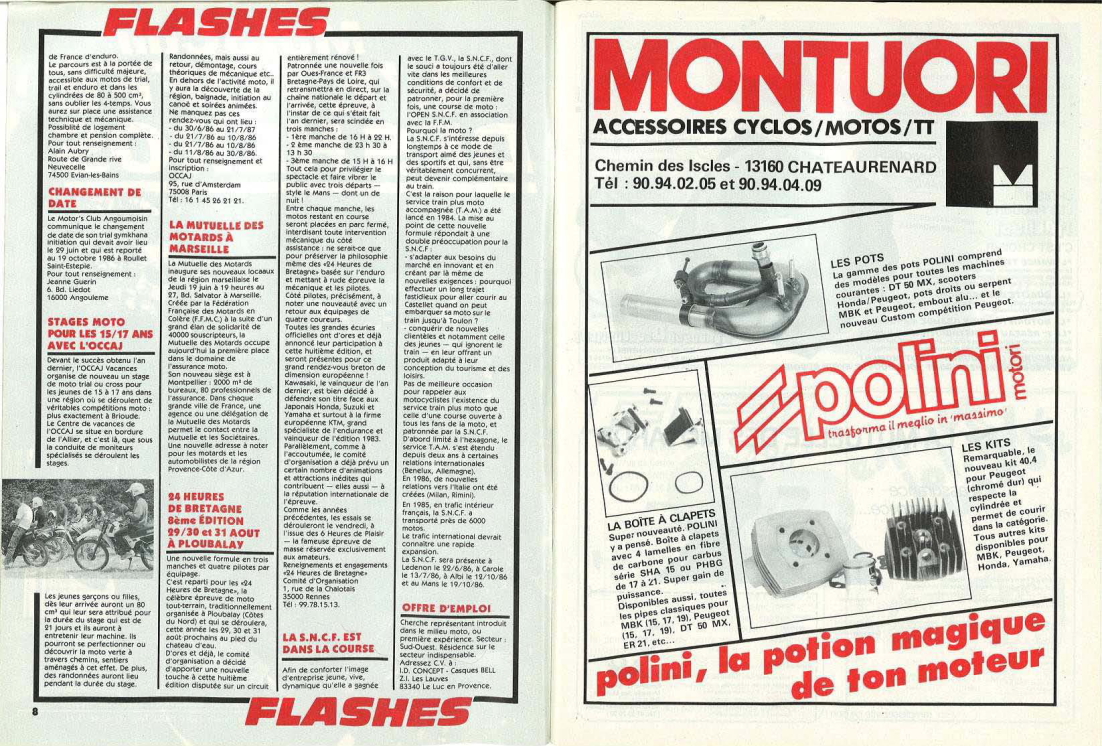 FLASHES
de France d'enduro.
Le parcours est à la portée de
tous, sans difficulté majeure,
accessible aux motos de trial,
trail et enduro et dans les
cylindrées de 80 à 500 cm³,
sans oublier les 4-temps. Vous
aurez sur place une assistance
technique et mécanique.
Possiblité de logement
chambre et pension complète.
Pour tout renseignement :
Alain Aubry
Route de Grande rive
Neuvecelle
74500 Evian-les-Bains
CHANGEMENT DE
DATE
Le Motor's Club Angoumoisin
communique le changement
de date de son trial gymkhana
initiation qui devait avoir lieu
le 29 juin et qui est reporté
au 19 octobre 1986 à Roullet
Saint-Estepie.
Pour tout renseignement :
Jeanne Guerin
6. Bd. Liedot
16000 Angouleme
STAGES MOTO
POUR LES 15/17 ANS
AVEC L'OCCAJ
Devant le succès obtenu l'an
dernier, l'OCCAJ Vacances
organise de nouveau un stage
de moto trial ou cross pour
les jeunes de 15 à 17 ans dans
une région où se déroulent de
véritables compétitions moto :
plus exactement à Brioude.
Le Centre de vacances de
l'OCCAJ se situe en bordure
de l'Allier, et c'est là, que sous
la conduite de moniteurs
spécialisés se déroulent les
stages.
Les jeunes garçons ou filles,
dès leur arrivée auront un 80
cm³ qui leur sera attribué pour
la durée du stage qui est de
21 jours et ils auront à
entretenir leur machine. Ils
pourront se perfectionner ou
découvrir la moto verte à
travers chemins, sentiers
aménagés à cet effet. De plus,
des randonnées auront lieu
pendant la durée du stage.
Randonnées, mais aussi au
retour, démontage, cours
théoriques de mécanique etc..
En dehors de l'activité moto, il
y aura la découverte de la
région, baignade, initiation au
canoë et soirées animées.
Ne manquez pas ces
rendez-vous qui ont lieu :
- du 30/6/86 au 21/7/87
- du 21/7/86 au 10/8/86
- du 21/7/86 au 10/8/86
- du 11/8/86 au 30/8/86.
Pour tout renseignement et
inscription :
OCCAJ
95, rue d'Amsterdam
75008 Paris
Tél : 16 1 45 26 21 21.
LA MUTUELLE DES
MOTARDS À
MARSEILLE
La Mutuelle des Motards
inaugure ses nouveaux locaux
de la région marseillaise le
Jeudi 19 juin à 19 heures au
27, Bd. Salvator à Marseille.
Créée par la Fédération
Française des Motards en
Colère (F.F.M.C.) à la suite d'un
grand élan de solidarité de
40000 souscripteurs, la
Mutuelle des Motards occupe
aujourd'hui la première place
dans le domaine de
l'assurance moto.
Son nouveau siège est à
Montpellier : 2000 m² de
bureaux, 80 professionnels de
l'assurance. Dans chaque
grande ville de France, une
agence ou une délégation de
la Mutuelle des Motards
permet le contact entre la
Mutuelle et les Sociétaires.
Une nouvelle adresse à noter
pour les motards et les
automobilistes de la région
Provence-Côte d'Azur.
24 HEURES
DE BRETAGNE
8ème ÉDITION
29/30 et 31 AOUT
À PLOUBALAY
Une nouvelle formule en trois
manches et quatre pilotes par
équipage.
C'est reparti pour les «24
Heures de Bretagne», la
célèbre épreuve de moto
tout-terrain, traditionnellement
organisée à Ploubalay (Côtes
du Nord) et qui se déroulera,
cette année les 29, 30 et 31
août prochains au pied du
chateau d'eau.
D'ores et déjà, le comité
d'organisation a décidé
d'apporter une nouvelle
touche à cette huitième
édition disputée sur un circuit
entièrement rénové !
Patronnée une nouvelle fois
par Oues-France et FR3
Bretagne-Pays de Loire, qui
retransmettra en direct, sur la
chaîne nationale le départ et
l'arrivée, cette épreuve, à
l'instar de ce qui s'était fait
l'an dernier, sera scindée en
trois manches :
- 1ère manche de 16 H à 22 H.
- 2 ème manche de 23 h 30 à
13 h 30
- 3ème manche de 15 H à 16 H
Tout cela pour privilégier le
spectacle et faire vibrer le
public avec trois départs —
style le Mans — dont un de
nuit !
Entre chaque manche, les
motos restant en course
seront placées en parc fermé,
interdisant toute intervention
mécanique du côté
assistance : ne serait-ce que
pour préserver la philosophie
même des «24 Heures de
Bretagne» basée sur l'enduro
et mettant à rude épreuve la
mécanique et les pilotes.
Côté pilotes, précisément, à
noter une nouveauté avec un
retour aux équipages de
quatre coureurs.
Toutes les grandes écuries
officielles ont d'ores et déjà
annoncé leur participation à
cette huitième édition, et
seront présentes pour ce
grand rendez-vous breton de
dimension européenne !
Kawasaki, le vainqueur de l'an
dernier, est bien décidé à
défendre son titre face aux
Japonais Honda, Suzuki et
Yamaha et surtout à la firme
européenne KTM, grand
spécialiste de l'endurance et
vainqueur de l'édition 1983.
Parallèlement, comme à
l'accoutumée, le comité
d'organisation a déjà prévu un
certain nombre d'animations
et attractions inédites qui
contribuent — elles aussi — à
la réputation internationale de
l'épreuve.
Comme les années
précédentes, les essais se
dérouleront le vendredi, à
l'issue des 6 Heures de Plaisir
— la fameuse épreuve de
masse réservée exclusivement
aux amateurs.
Reneignements et engagements
«24 Heures de Bretagne»
Comité d'Organisation
1, rue de la Chalotais
35000 Rennes
Tél : 99.78.15.13.
LA S.N.C.F. EST
DANS LA COURSE
Afin de conforter l'image
d'entreprise jeune, vive,
dynamique qu'elle a gagnée
avec le T.G.V., la S.N.C.F., dont
le souci a toujours été d'aller
vite dans les meilleures
conditions de confort et de
sécurité, a décidé de
patronner, pour la première
fois, une course de moto :
l'OPEN S.N.C.F. en association
avec la F.F.M.
Pourquoi la moto ?
La S.N.C.F. s'intéresse depuis
longtemps à ce mode de
transport aimé des jeunes et
des sportifs et qui, sans être
véritablement concurrent,
peut devenir complémentaire
au train.
C'est la raison pour laquelle le
service train plus moto
accompagnée (T.A.M.) a été
lancé en 1984. La mise au
point de cette nouvelle
formule répondait à une
double préoccupation pour la
S.N.C.F :
- s'adapter aux besoins du
marché en innovant et en
créant par là même de
nouvelles exigences : pourquoi
effectuer un long trajet
fastidieux pour aller courir au
Castellet quand on peut
embarquer sa moto sur le
train jusqu'à Toulon ?
- conquérir de nouvelles
clientèles et notamment celle
des jeunes — qui ignorent le
train — en leur offrant un
produit adapté à leur
conception du tourisme et des
loisirs.
Pas de meilleure occasion
pour rappeler aux
motocyclistes l'existence du
service train plus moto que
celle d'une course ouverte à
tous les fans de la moto, et
patronnée par la S.N.C.F.
D'abord limité à l'hexagone, le
service T.A.M. s'est étendu
depuis deux ans à certaines
relations internationales
(Benelux, Allemagne).
En 1986, de nouvelles
relations vers l'Italie ont été
créées (Milan, Rimini).
En 1985, en trafic intérieur
français, la S.N.C.F. a
transporté près de 6000
motos.
Le trafic international devrait
connaître une rapide
expansion.
La S.N.C.F. sera présente à
Ledenon le 22/6/86, à Carole
le 13/7/86, à Albi le 12/10/86
et au Mans le 19/10/86.
OFFRE D'EMPLOI
Cherche représentant introduit
dans le milieu moto, ou
première expérience. Secteur :
Sud-Ouest. Résidence sur le
secteur indispensable.
Adressez C.V. à :
I.D. CONCEPT - Casques BELL
Z.I. Les Lauves
83340 Le Luc en Provence.
8
FLASHES
MONTUORI
ACCESSOIRES CYCLOS/MOTOS/TT
Chemin des Iscles - 13160 CHATEAURENARD
Tél : 90.94.02.05 et 90.94.04.09
M
LES POTS
La gamme des pots POLINI comprend
des modèles pour toutes les machines
courantes : DT 50 MX, scooters
Honda/Peugeot, pots droits ou serpent
MBK et Peugeot, embout alu... et le
nouveau Custom compétition Peugeot.
polini
motori
trasforma il meglio in 'massimo'
LA BOÎTE À CLAPETS
Super nouveauté. POLINI
y a pensé. Boîte à clapets
avec 4 lamelles en fibre
de carbone pour carbus
série SHA 15 ou PHBG
de 17 à 21. Super gain de
puissance.
Disponibles aussi, toutes
les pipes classiques pour
MBK (15, 17, 19), Peugeot
(15, 17, 19), DT 50 MX,
ER 21, etc...
LES KITS
Remarquable, le
nouveau kit 40,4
pour Peugeot
(chromé dur) qui
respecte la
cylindrée et
permet de courir
dans la catégorie.
Tous autres kits
disponibles pour
MBK, Peugeot,
Honda, Yamaha.
polini, la potion magique
de ton moteur